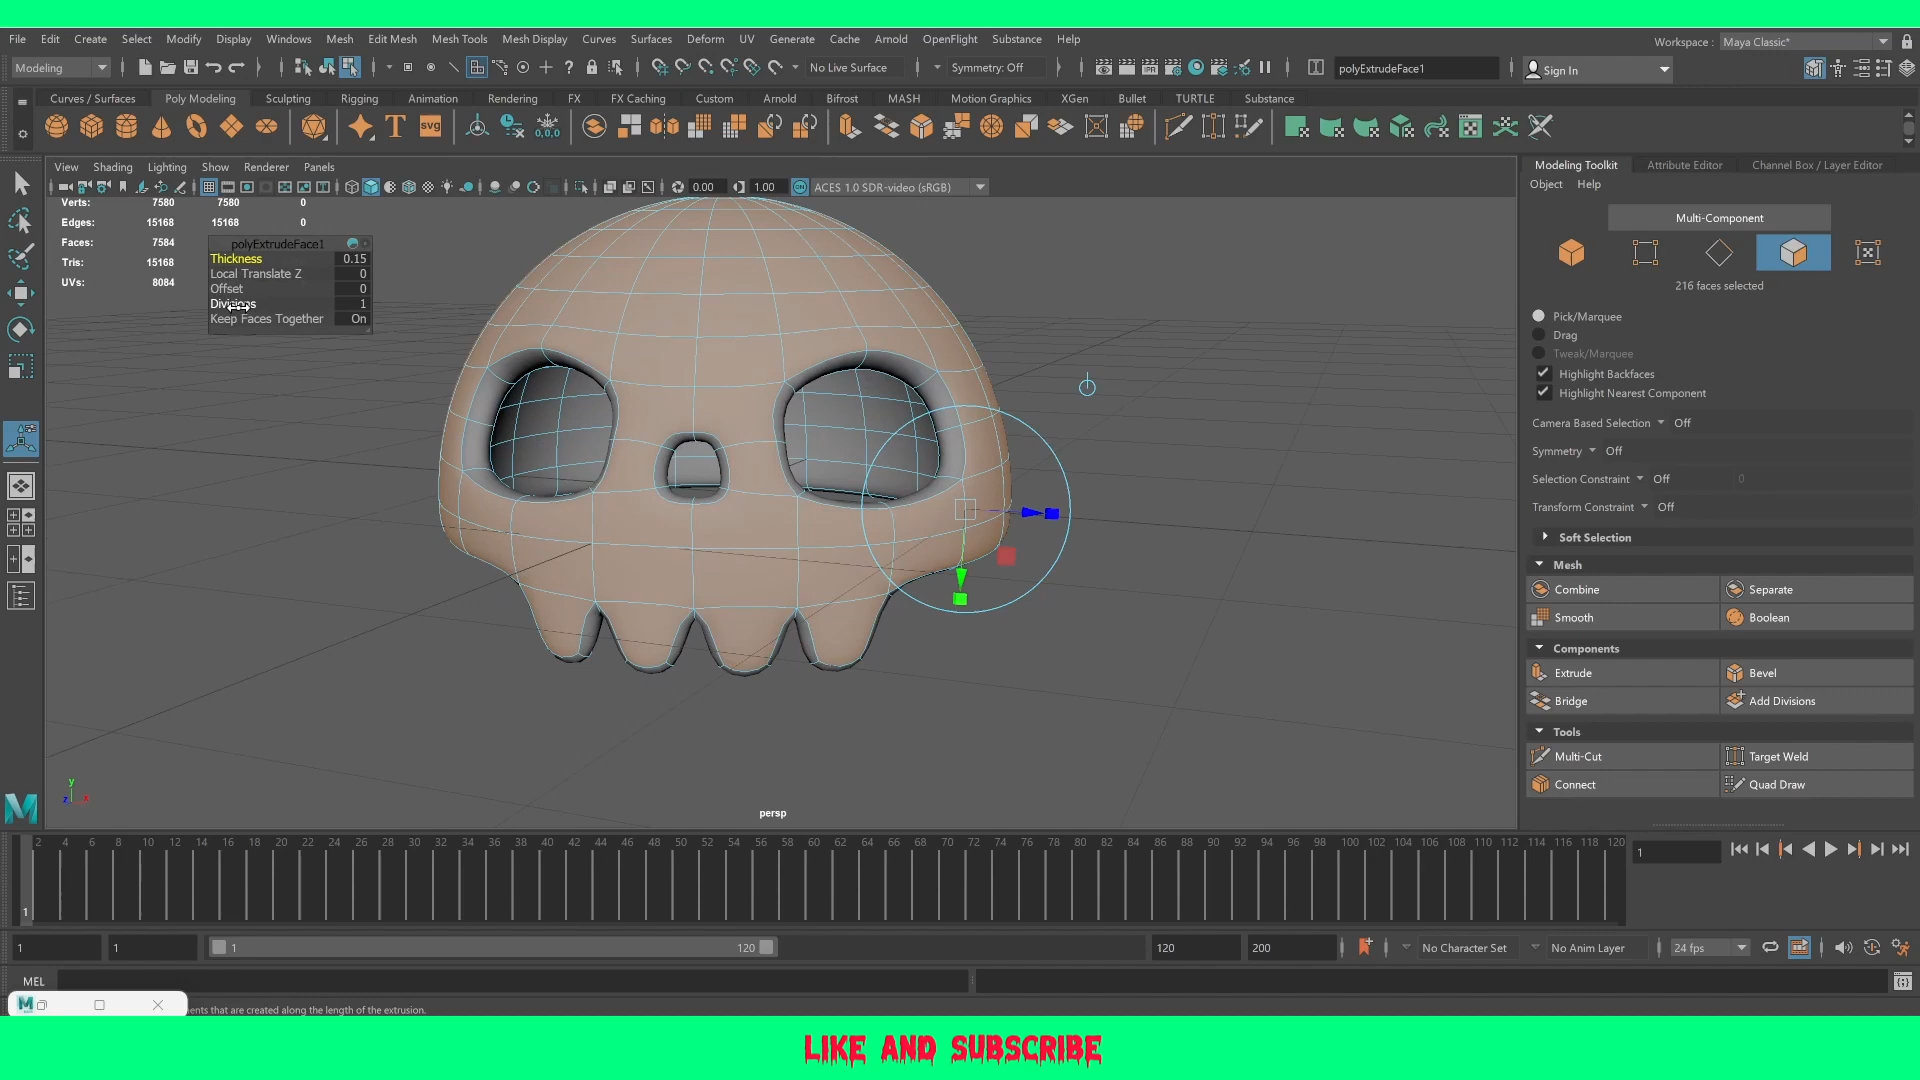 File Edit Create Select Modify Display Windows Mesh Edit Mesh Mesh Tools Mesh Display Curves Surfaces Deform UV Generate Cache Arnold OpenFlight Substance Help
Workspace : Maya Classic*
Modeling No Live Surface Symmetry: Off polyExtrudeFace1 Sign In
Curves / Surfaces Poly Modeling Sculpting Rigging Animation Rendering FX FX Caching Custom Arnold Bifrost MASH Motion Graphics XGen Bullet TURTLE Substance
T svg 0,0,0
View Shading Lighting Show Renderer Panels
0.00 1.00 ON ACES 1.0 SDR-video (sRGB)
Verts: 7580 7580 0
Edges: 15168 15168 0
Faces: 7584
Tris: 15168
UVs: 8084
polyExtrudeFace1
Thickness 0.15
Local Translate Z 0
Offset 0
Divisions 1
Keep Faces Together On
y
z x
persp
Modeling Toolkit Attribute Editor Channel Box / Layer Editor
Object Help
Multi-Component
216 faces selected
Pick/Marquee
Drag
Tweak/Marquee
Highlight Backfaces
Highlight Nearest Component
Camera Based Selection Off
Symmetry Off
Selection Constraint Off 0
Transform Constraint Off
Soft Selection
Mesh
Combine Separate
Smooth Boolean
Components
Extrude Bevel
Bridge Add Divisions
Tools
Multi-Cut Target Weld
Connect Quad Draw
2 4 6 8 10 12 14 16 18 20 22 24 26 28 30 32 34 36 38 40 42 44 46 48 50 52 54 56 58 60 62 64 66 68 70 72 74 76 78 80 82 84 86 88 90 92 94 96 98 100 102 104 106 108 110 112 114 116 118 120
1
1
1 1 1 120 120 200 No Character Set No Anim Layer 24 fps
MEL
M
ents that are created along the length of the extrusion.
LIKE AND SUBSCRIBE